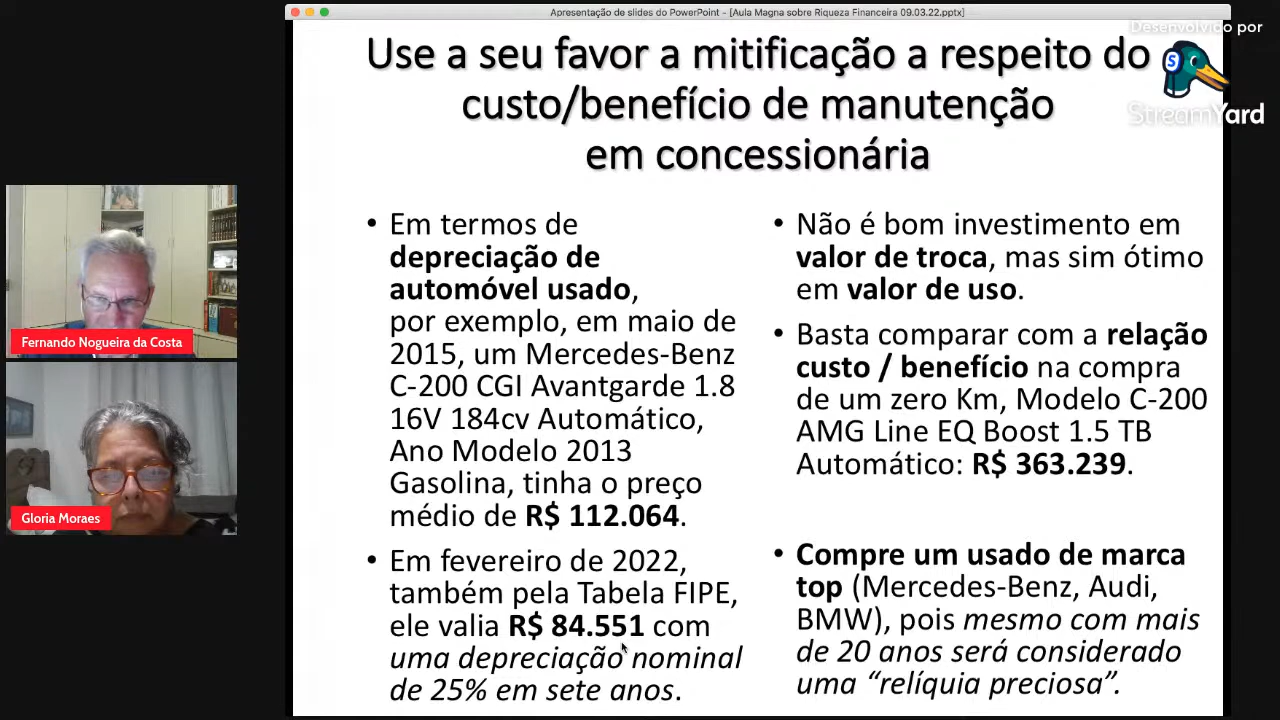 Apresentação de slides do PowerPoint - [Aula Magna sobre Riqueza Financeira 09.03.22.pptx]
Desenvolvido por
StreamYard
Use a seu favor a mitificação a respeito do
custo/benefício de manutenção
em concessionária
• Em termos de
depreciação de
automóvel usado,
por exemplo, em maio de
2015, um Mercedes-Benz
C-200 CGI Avantgarde 1.8
16V 184cv Automático,
Ano Modelo 2013
Gasolina, tinha o preço
médio de R$ 112.064.
• Em fevereiro de 2022,
também pela Tabela FIPE,
ele valia R$ 84.551 com
uma depreciação nominal
de 25% em sete anos.
• Não é bom investimento em
valor de troca, mas sim ótimo
em valor de uso.
• Basta comparar com a relação
custo / benefício na compra
de um zero Km, Modelo C-200
AMG Line EQ Boost 1.5 TB
Automático: R$ 363.239.
• Compre um usado de marca
top (Mercedes-Benz, Audi,
BMW), pois mesmo com mais
de 20 anos será considerado
uma “relíquia preciosa”.
Fernando Nogueira da Costa
Gloria Moraes